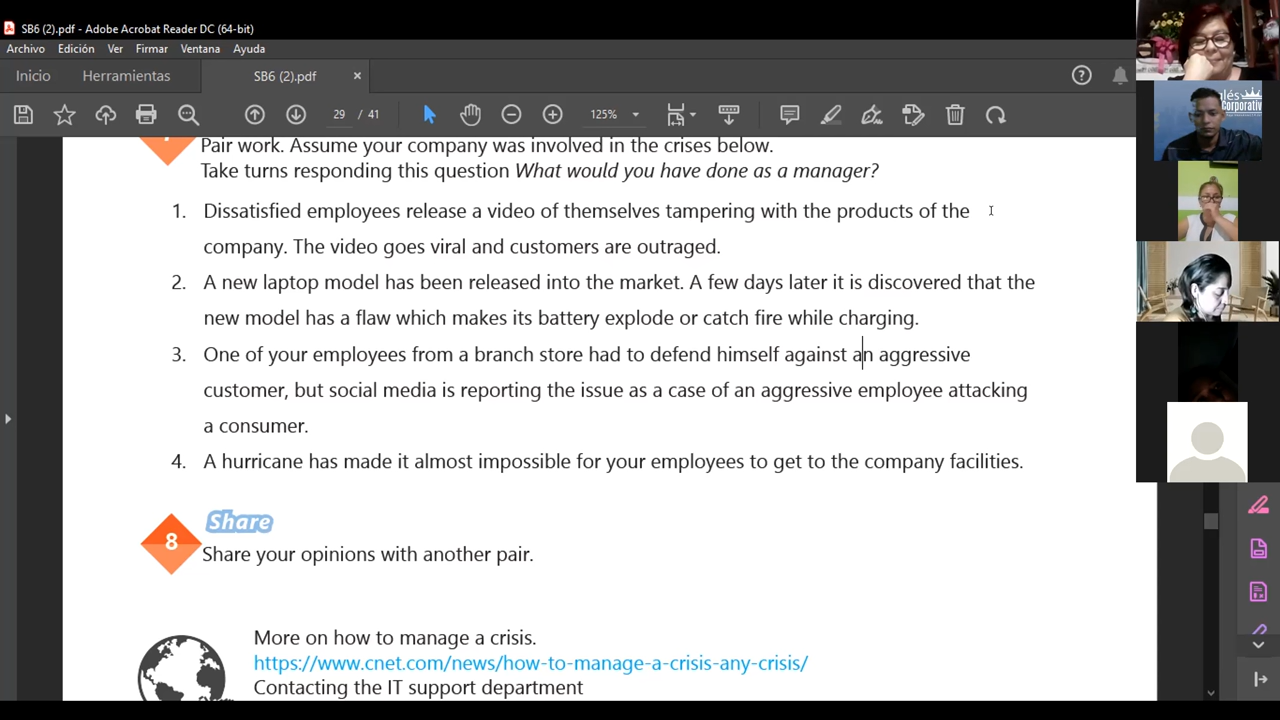 SB6 (2).pdf - Adobe Acrobat Reader DC (64-bit)
Archivo Edición Ver Firmar Ventana Ayuda
Inicio Herramientas SB6 (2).pdf ×
29 / 41 125%
Pair work. Assume your company was involved in the crises below.
Take turns responding this question What would you have done as a manager?
1. Dissatisfied employees release a video of themselves tampering with the products of the
company. The video goes viral and customers are outraged.
2. A new laptop model has been released into the market. A few days later it is discovered that the
new model has a flaw which makes its battery explode or catch fire while charging.
3. One of your employees from a branch store had to defend himself against an aggressive
customer, but social media is reporting the issue as a case of an aggressive employee attacking
a consumer.
4. A hurricane has made it almost impossible for your employees to get to the company facilities.
Share
8
Share your opinions with another pair.
More on how to manage a crisis.
https://www.cnet.com/news/how-to-manage-a-crisis-any-crisis/
Contacting the IT support department
glés
Corporativ